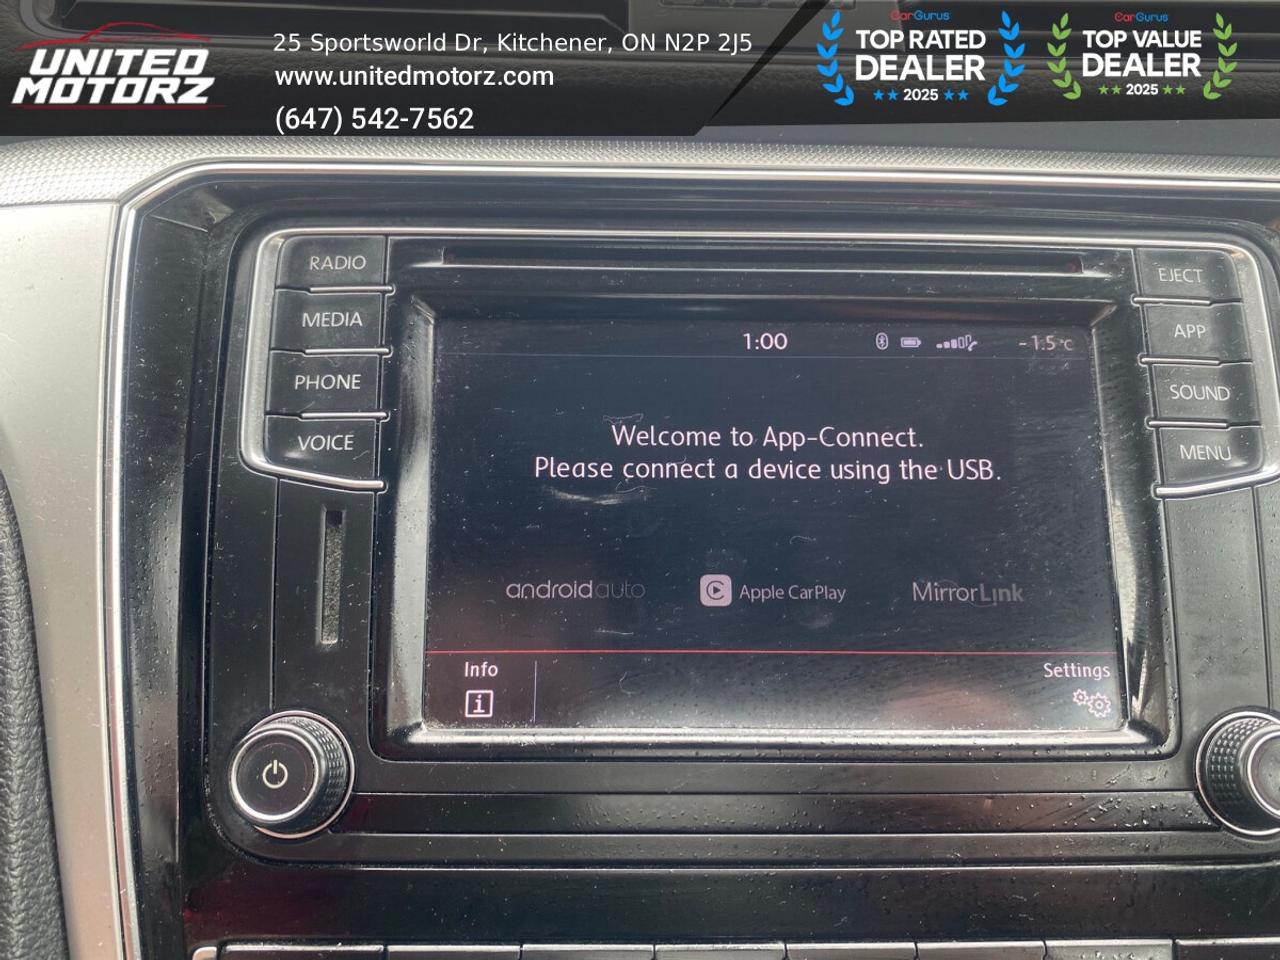 UNITED
MOTORZ
25 Sportsworld Dr, Kitchener, ON N2P 2J5
www.unitedmotorz.com
(647) 542-7562
CarGurus
TOP RATED
DEALER
2025
CarGurus
TOP VALUE
DEALER
2025
RADIO
MEDIA
PHONE
VOICE
EJECT
APP
SOUND
MENU
1:00
-1.5°C
Welcome to App-Connect.
Please connect a device using the USB.
androidauto
Apple CarPlay
MirrorLink
Info
Settings